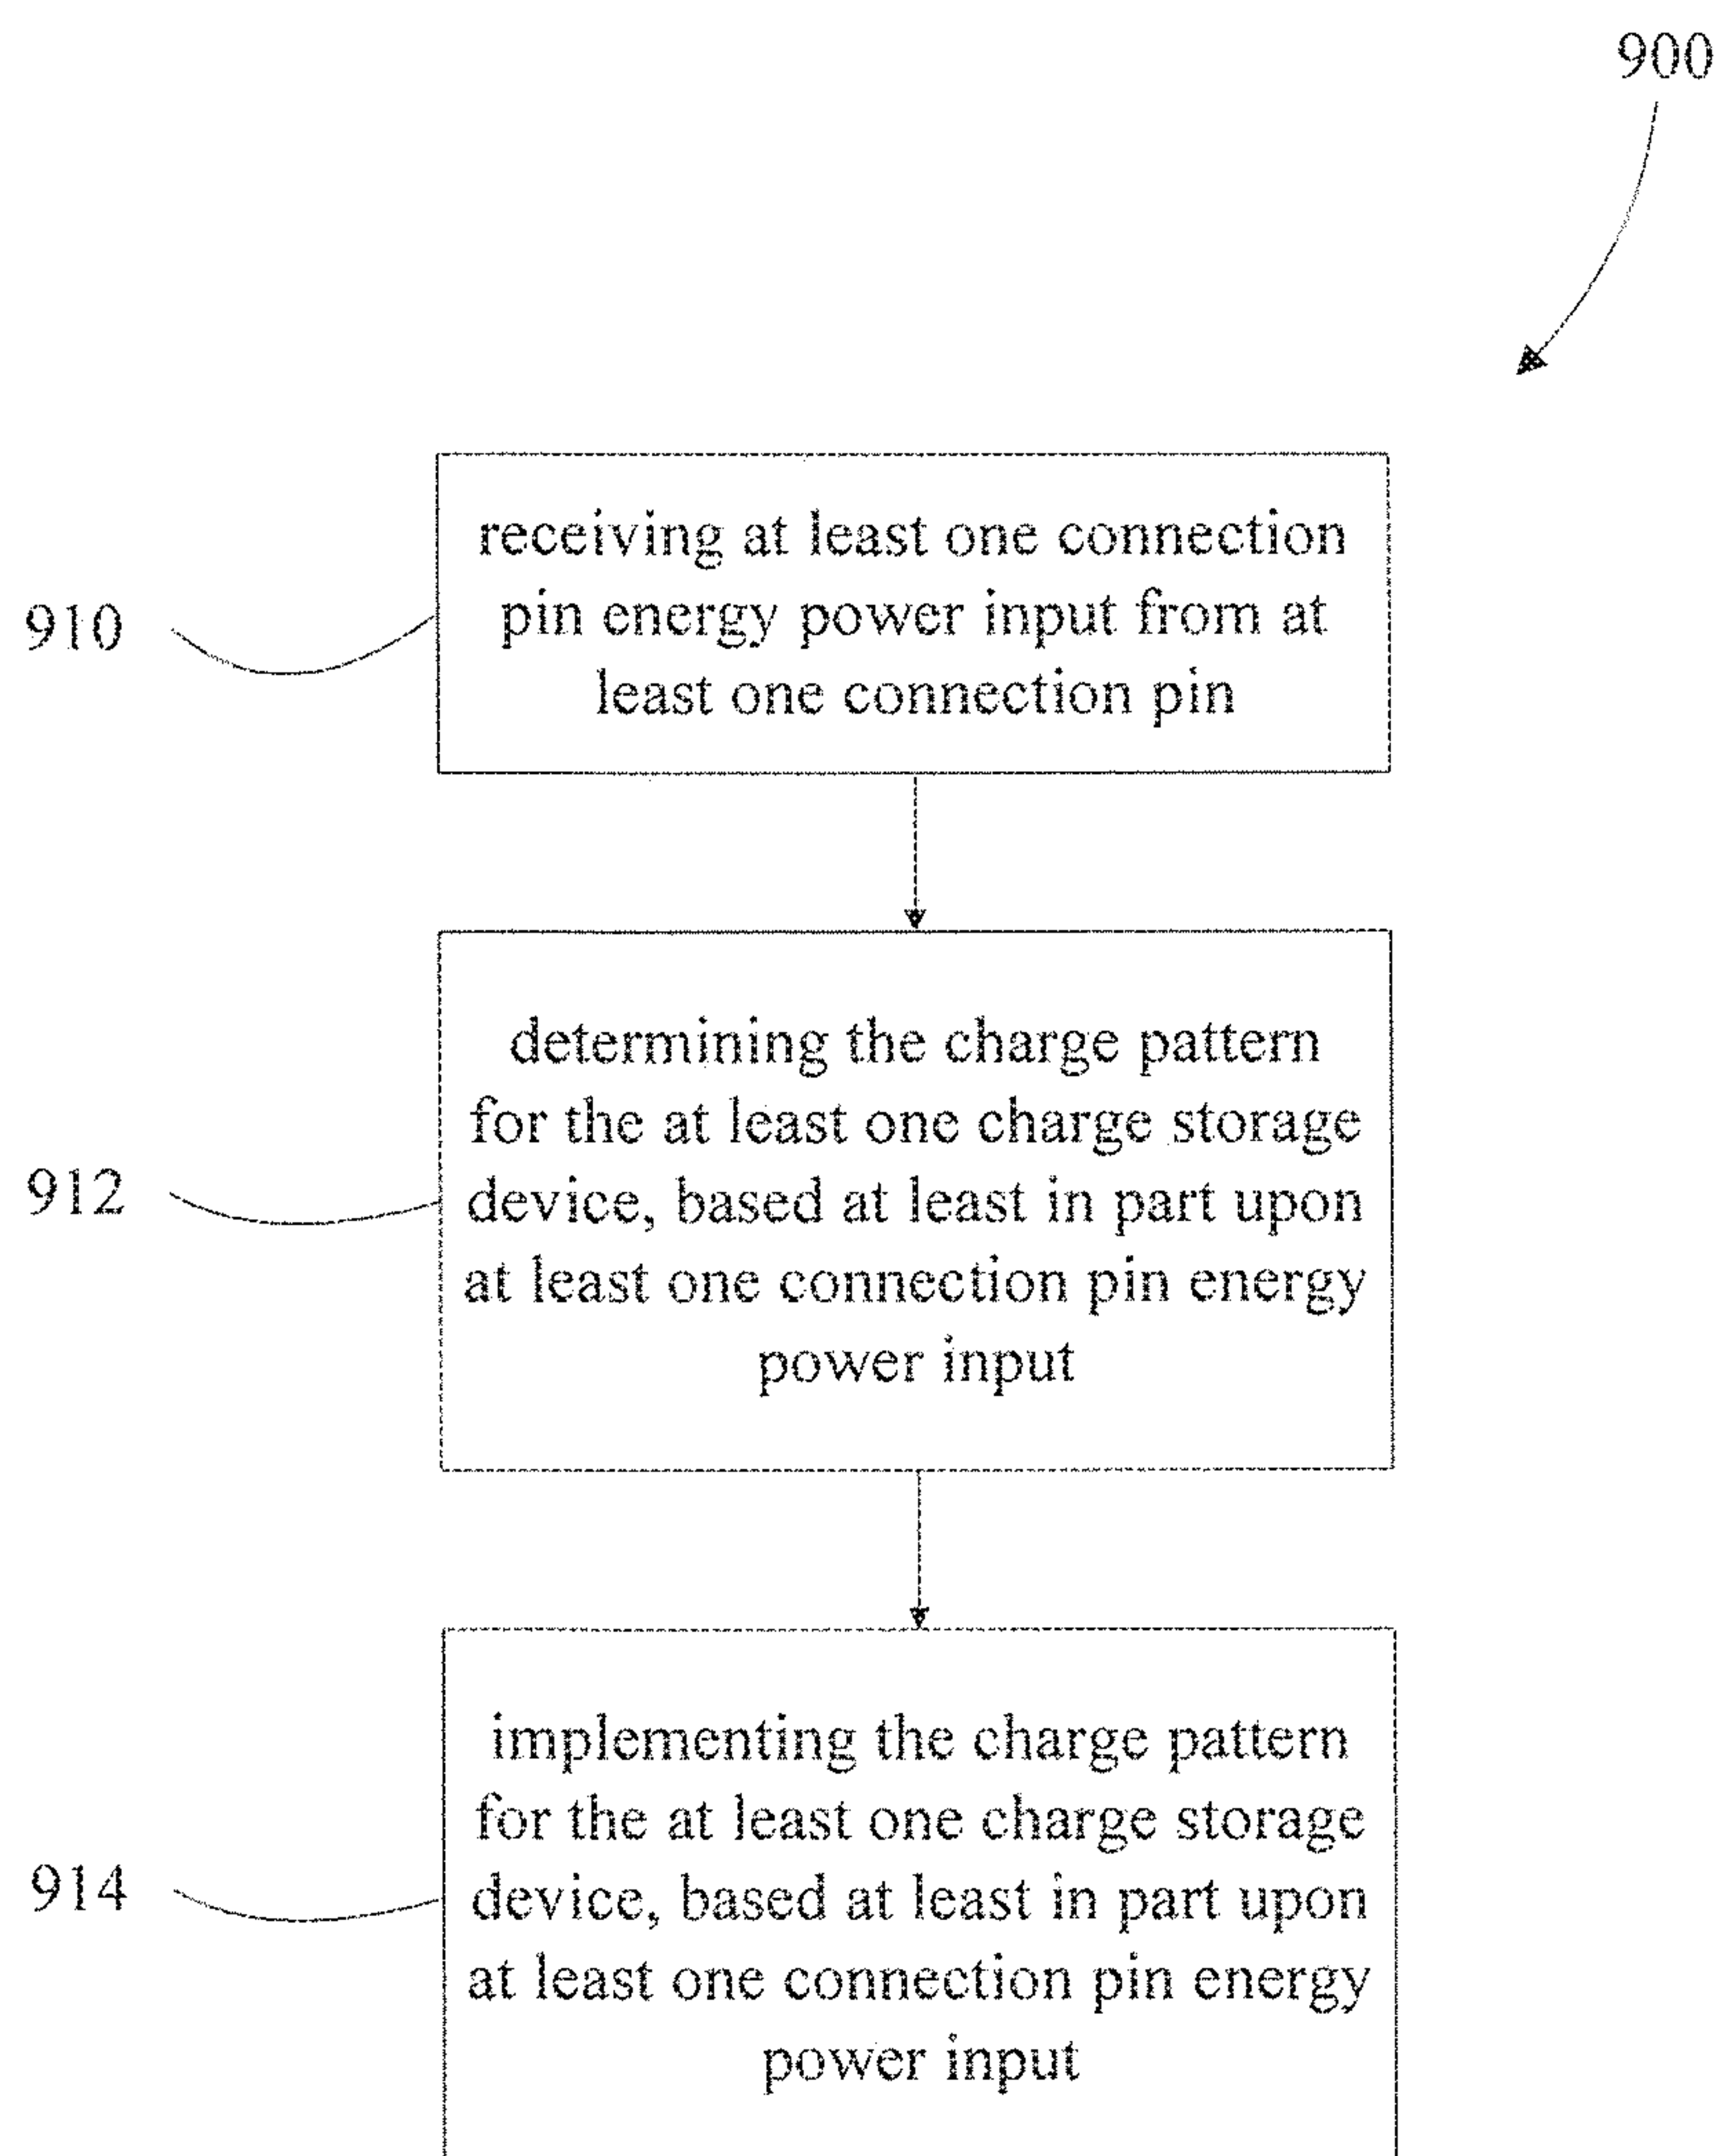 900
910
receiving at least one connection
pin energy power input from at
least one connection pin
912
determining the charge pattern
for the at least one charge storage
device, based at least in part upon
at least one connection pin energy
power input
914
implementing the charge pattern
for the at least one charge storage
device, based at least in part upon
at least one connection pin energy
power input